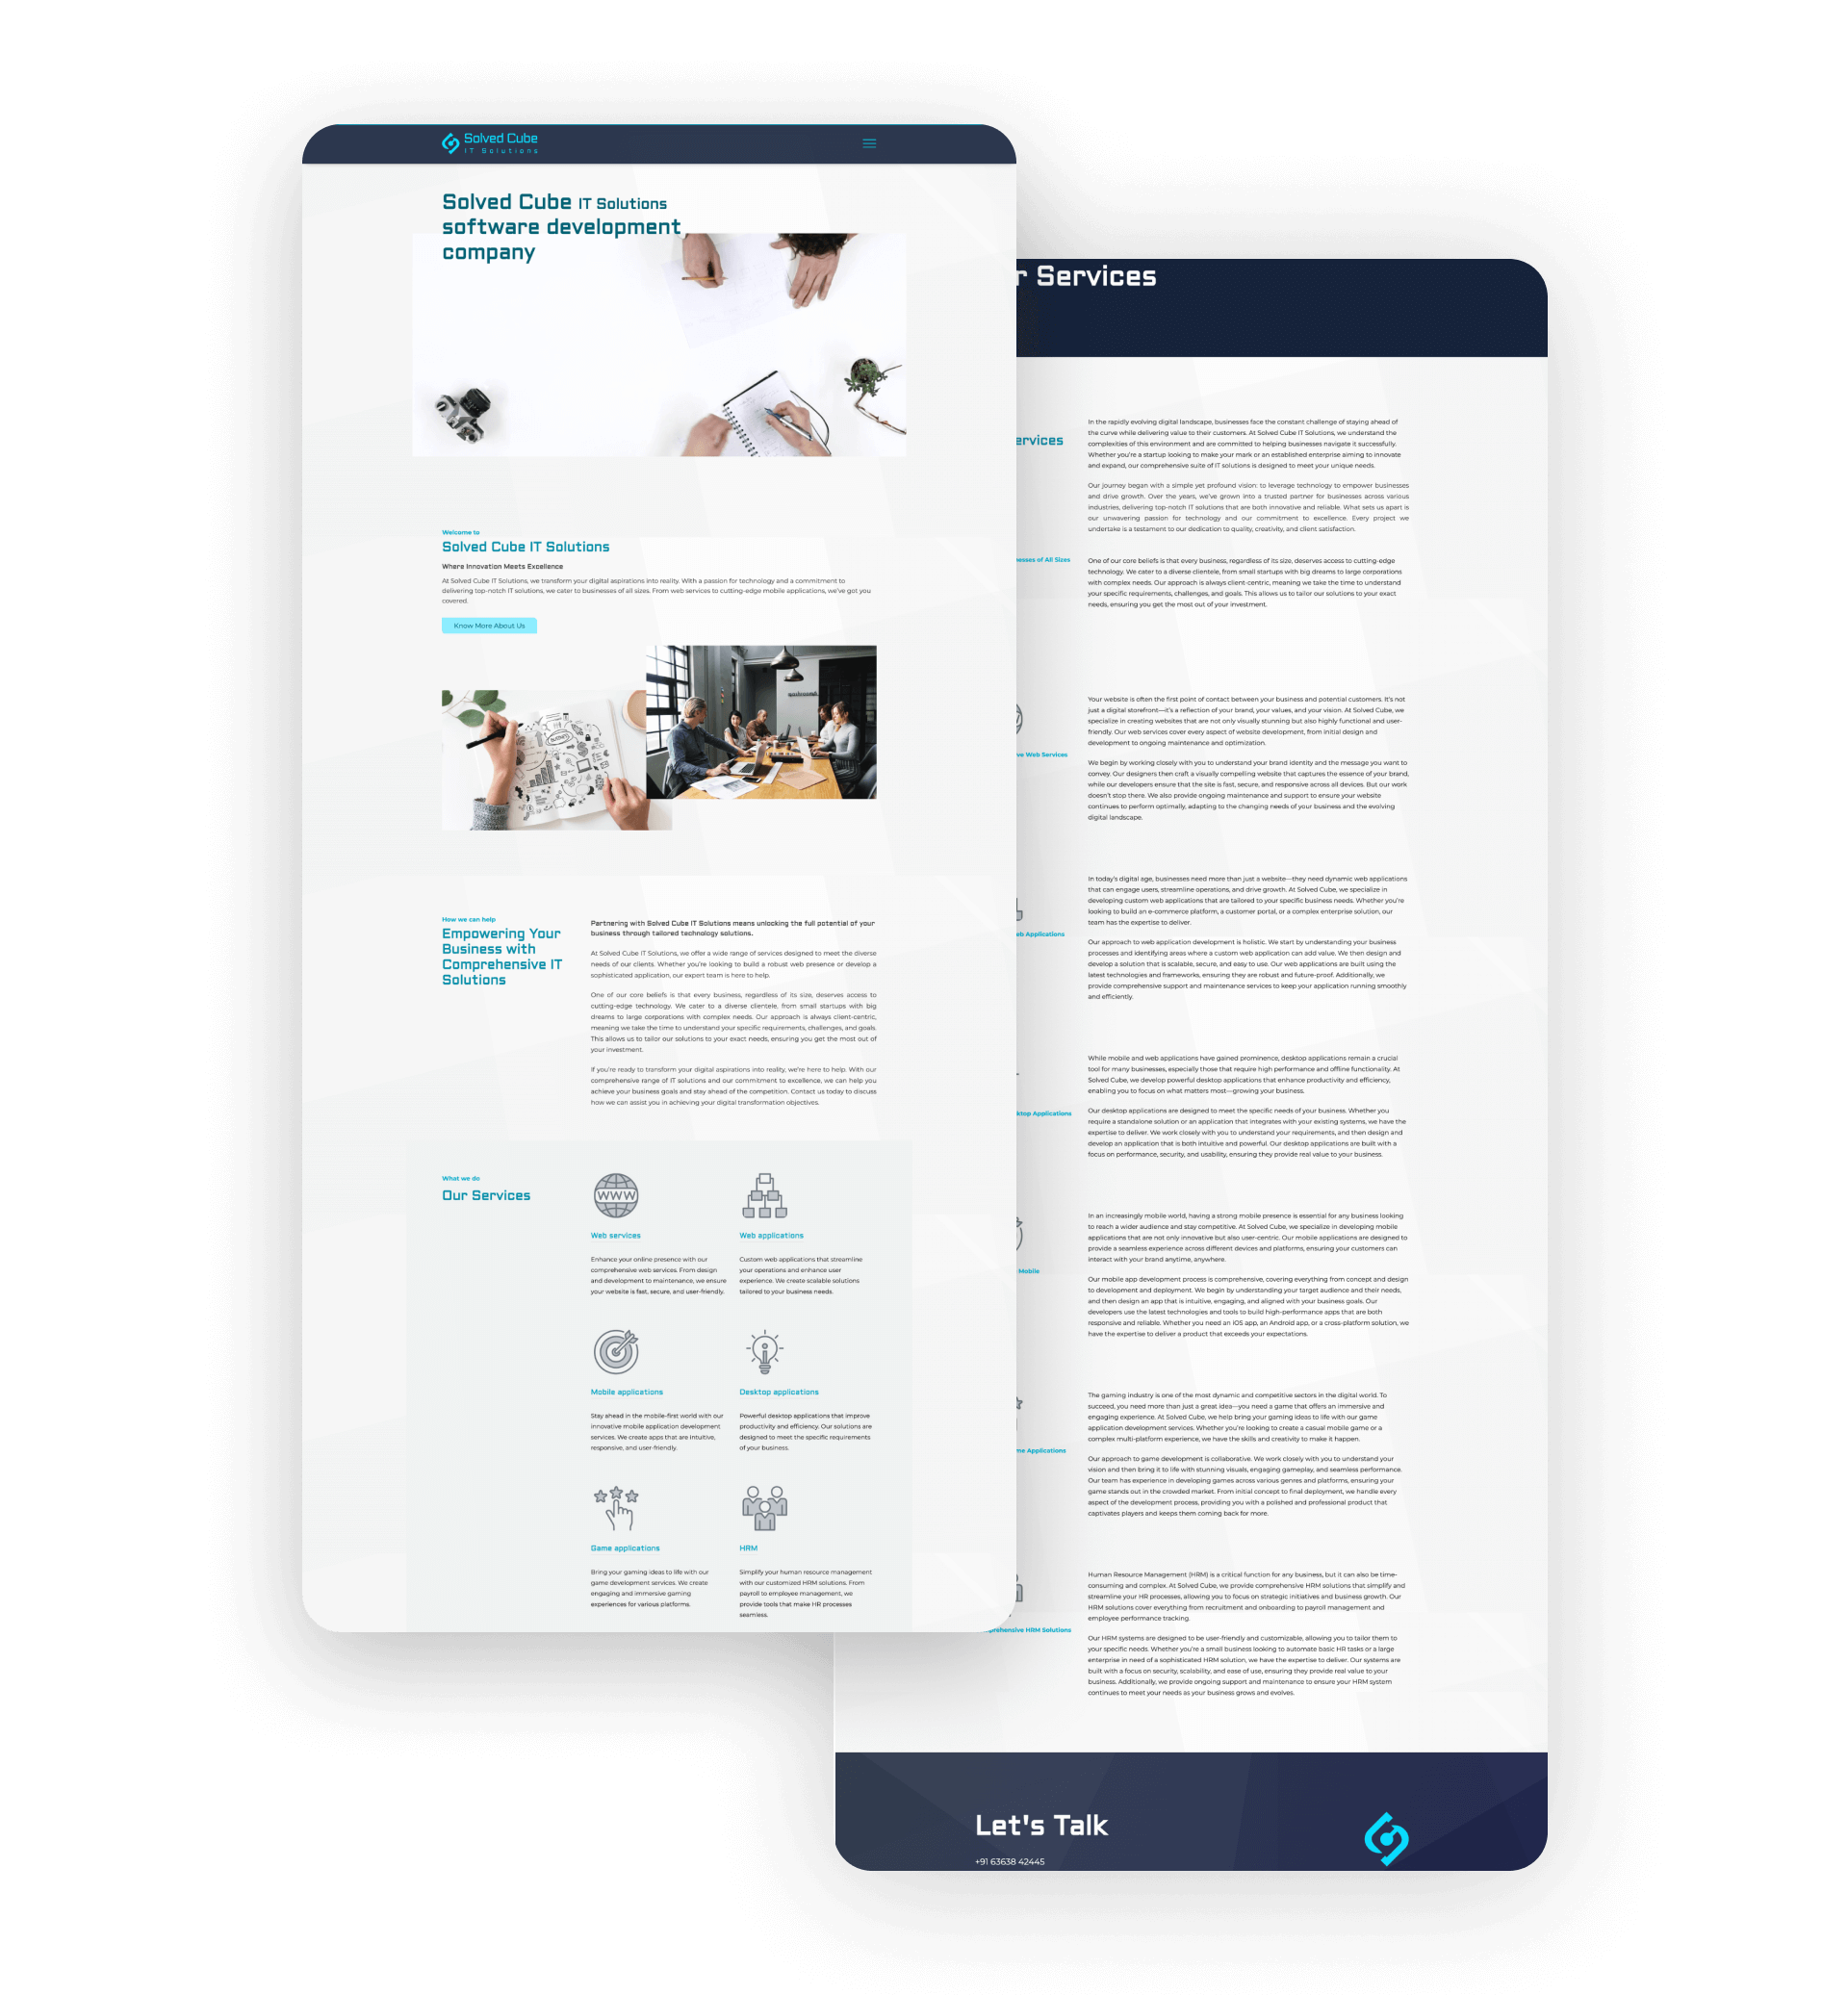 Solved Cube
IT Solutions
Solved Cube IT Solutions
software development
company
Welcome to
Solved Cube IT Solutions
Where Innovation Meets Excellence
At Solved Cube IT Solutions, we transform your digital aspirations into reality. With a passion for technology and a commitment to
delivering top-notch IT solutions, we cater to businesses of all sizes. From web services to cutting-edge mobile applications, we've got you
covered.
Know More About Us
How we can help
Empowering Your
Business with
Comprehensive IT
Solutions
Partnering with Solved Cube IT Solutions means unlocking the full potential of your
business through tailored technology solutions.
At Solved Cube IT Solutions, we offer a wide range of services designed to meet the diverse
needs of our clients. Whether you're looking to build a robust web presence or develop a
sophisticated application, our expert team is here to help.
One of our core beliefs is that every business, regardless of its size, deserves access to
cutting-edge technology. We cater to a diverse clientele, from small startups with big
dreams to large corporations with complex needs. Our approach is always client-centric,
meaning we take the time to understand your specific requirements, challenges, and goals.
This allows us to tailor our solutions to your exact needs, ensuring you get the most out of
your investment.
If you're ready to transform your digital aspirations into reality, we're here to help. With our
comprehensive range of IT solutions and our commitment to excellence, we can help you
achieve your business goals and stay ahead of the competition. Contact us today to discuss
how we can assist you in achieving your digital transformation objectives.
What we do
Our Services
WWW
Web services
Enhance your online presence with our
comprehensive web services. From design
and development to maintenance, we ensure
your website is fast, secure, and user-friendly.
Web applications
Custom web applications that streamline
your operations and enhance user
experience. We create scalable solutions
tailored to your business needs.
Mobile applications
Stay ahead in the mobile-first world with our
innovative mobile application development
services. We create apps that are intuitive,
responsive, and user-friendly.
Desktop applications
Powerful desktop applications that improve
productivity and efficiency. Our solutions are
designed to meet the specific requirements
of your business.
Game applications
Bring your gaming ideas to life with our
game development services. We create
engaging and immersive gaming
experiences for various platforms.
HRM
Simplify your human resource management
with our customized HRM solutions. From
payroll to employee management, we
provide tools that make HR processes
seamless.
r Services
ervices
In the rapidly evolving digital landscape, businesses face the constant challenge of staying ahead of
the curve while delivering value to their customers. At Solved Cube IT Solutions, we understand the
complexities of this environment and are committed to helping businesses navigate it successfully.
Whether you're a startup looking to make your mark or an established enterprise aiming to innovate
and expand, our comprehensive suite of IT solutions is designed to meet your unique needs.
Our journey began with a simple yet profound vision: to leverage technology to empower businesses
and drive growth. Over the years, we've grown into a trusted partner for businesses across various
industries, delivering top-notch IT solutions that are both innovative and reliable. What sets us apart is
our unwavering passion for technology and our commitment to excellence. Every project we
undertake is a testament to our dedication to quality, creativity, and client satisfaction.
nesses of All Sizes
One of our core beliefs is that every business, regardless of its size, deserves access to cutting-edge
technology. We cater to a diverse clientele, from small startups with big dreams to large corporations
with complex needs. Our approach is always client-centric, meaning we take the time to understand
your specific requirements, challenges, and goals. This allows us to tailor our solutions to your exact
needs, ensuring you get the most out of your investment.
ve Web Services
Your website is often the first point of contact between your business and potential customers. It's not
just a digital storefront—it's a reflection of your brand, your values, and your vision. At Solved Cube, we
specialize in creating websites that are not only visually stunning but also highly functional and user-
friendly. Our web services cover every aspect of website development, from initial design and
development to ongoing maintenance and optimization.
We begin by working closely with you to understand your brand identity and the message you want to
convey. Our designers then craft a visually compelling website that captures the essence of your brand,
while our developers ensure that the site is fast, secure, and responsive across all devices. But our work
doesn't stop there. We also provide ongoing maintenance and support to ensure your website
continues to perform optimally, adapting to the changing needs of your business and the evolving
digital landscape.
eb Applications
In today's digital age, businesses need more than just a website—they need dynamic web applications
that can engage users, streamline operations, and drive growth. At Solved Cube, we specialize in
developing custom web applications that are tailored to your specific business needs. Whether you're
looking to build an e-commerce platform, a customer portal, or a complex enterprise solution, our
team has the expertise to deliver.
Our approach to web application development is holistic. We start by understanding your business
processes and identifying areas where a custom web application can add value. We then design and
develop a solution that is scalable, secure, and easy to use. Our web applications are built using the
latest technologies and frameworks, ensuring they are robust and future-proof. Additionally, we
provide comprehensive support and maintenance services to keep your application running smoothly
and efficiently.
ktop Applications
While mobile and web applications have gained prominence, desktop applications remain a crucial
tool for many businesses, especially those that require high performance and offline functionality. At
Solved Cube, we develop powerful desktop applications that enhance productivity and efficiency,
enabling you to focus on what matters most—growing your business.
Our desktop applications are designed to meet the specific needs of your business. Whether you
require a standalone solution or an application that integrates with your existing systems, we have the
expertise to deliver. We work closely with you to understand your requirements, and then design and
develop an application that is both intuitive and powerful. Our desktop applications are built with a
focus on performance, security, and usability, ensuring they provide real value to your business.
Mobile
In an increasingly mobile world, having a strong mobile presence is essential for any business looking
to reach a wider audience and stay competitive. At Solved Cube, we specialize in developing mobile
applications that are not only innovative but also user-centric. Our mobile applications are designed to
provide a seamless experience across different devices and platforms, ensuring your customers can
interact with your brand anytime, anywhere.
Our mobile app development process is comprehensive, covering everything from concept and design
to development and deployment. We begin by understanding your target audience and their needs,
and then design an app that is intuitive, engaging, and aligned with your business goals. Our
developers use the latest technologies and tools to build high-performance apps that are both
responsive and reliable. Whether you need an iOS app, an Android app, or a cross-platform solution, we
have the expertise to deliver a product that exceeds your expectations.
me Applications
The gaming industry is one of the most dynamic and competitive sectors in the digital world. To
succeed, you need more than just a great idea—you need a game that offers an immersive and
engaging experience. At Solved Cube, we help bring your gaming ideas to life with our game
application development services. Whether you're looking to create a casual mobile game or a
complex multi-platform experience, we have the skills and creativity to make it happen.
Our approach to game development is collaborative. We work closely with you to understand your
vision and then bring it to life with stunning visuals, engaging gameplay, and seamless performance.
Our team has experience in developing games across various genres and platforms, ensuring your
game stands out in the crowded market. From initial concept to final deployment, we handle every
aspect of the development process, providing you with a polished and professional product that
captivates players and keeps them coming back for more.
prehensive HRM Solutions
Human Resource Management (HRM) is a critical function for any business, but it can also be time-
consuming and complex. At Solved Cube, we provide comprehensive HRM solutions that simplify and
streamline your HR processes, allowing you to focus on strategic initiatives and business growth. Our
HRM solutions cover everything from recruitment and onboarding to payroll management and
employee performance tracking.
Our HRM systems are designed to be user-friendly and customizable, allowing you to tailor them to
your specific needs. Whether you're a small business looking to automate basic HR tasks or a large
enterprise in need of a sophisticated HRM solution, we have the expertise to deliver. Our systems are
built with a focus on security, scalability, and ease of use, ensuring they provide real value to your
business. Additionally, we provide ongoing support and maintenance to ensure your HRM system
continues to meet your needs as your business grows and evolves.
Let's Talk
+91 63638 42445